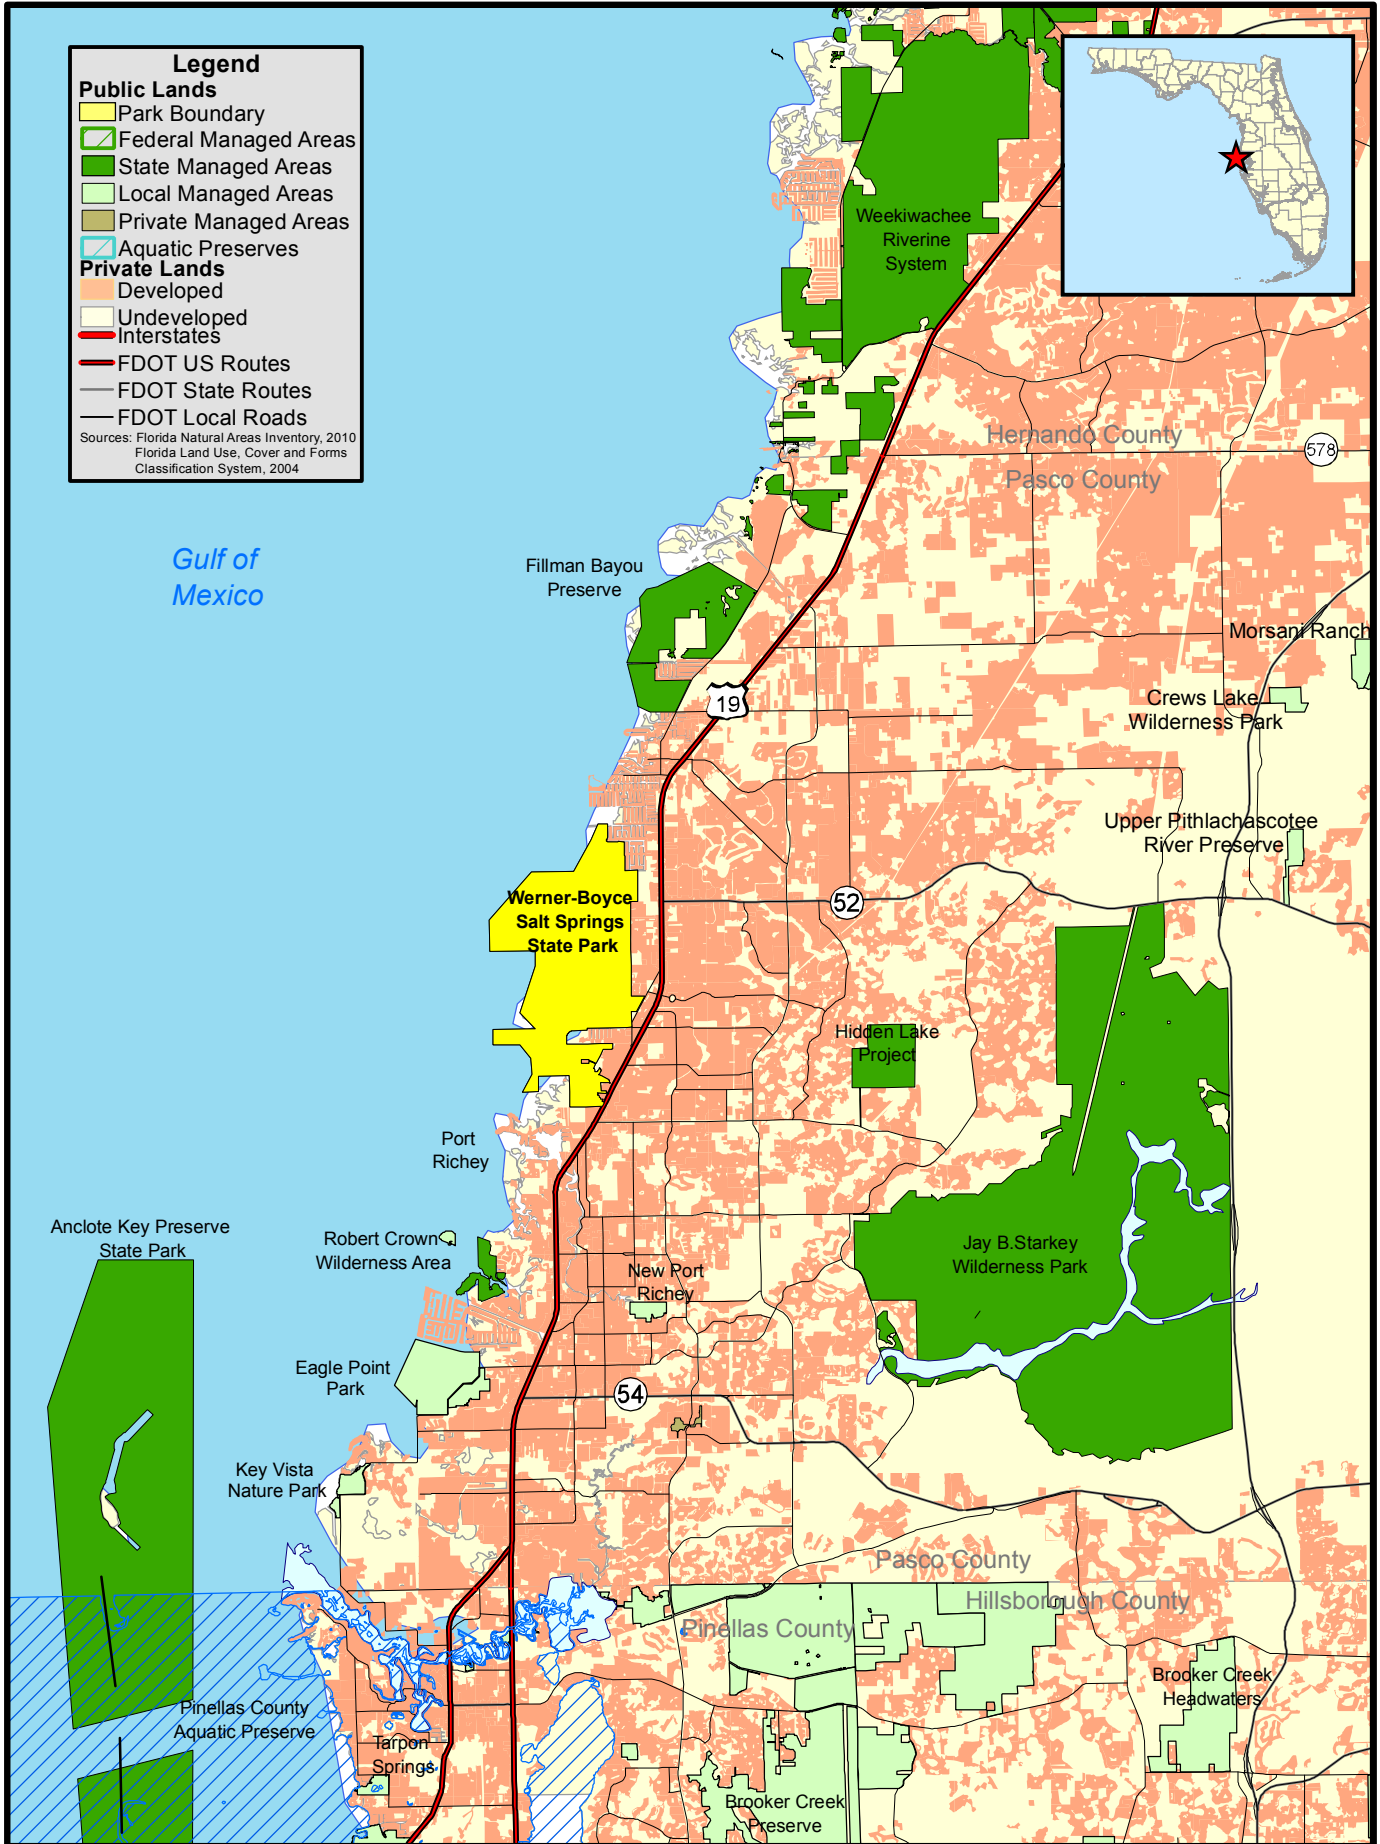 Legend
Public Lands
Park Boundary
Federal Managed Areas
State Managed Areas
Local Managed Areas
Private Managed Areas
Aquatic Preserves
Private Lands
Developed
Undeveloped
Interstates
FDOT US Routes
FDOT State Routes
FDOT Local Roads
Sources: Florida Natural Areas Inventory, 2010
Florida Land Use, Cover and Forms
Classification System, 2004
Weekiwachee
Riverine
System
Hernando County
578
Pasco County
Gulf of
Mexico
Fillman Bayou
Preserve
Morsani Ranch
19
Crews Lake
Wilderness Park
Upper Pithlachascotee
River Preserve
Werner-Boyce
Salt Springs
State Park
52
Hidden Lake
Project
Port
Richey
Anclote Key Preserve
State Park
Robert Crown
Wilderness Area
Jay B.Starkey
Wilderness Park
New Port
Richey
Eagle Point
Park
54
Key Vista
Nature Park
Pasco County
Hillsborough County
Pinellas County
Brooker Creek
Headwaters
Pinellas County
Aquatic Preserve
Tarpon
Springs
Brooker Creek
Preserve